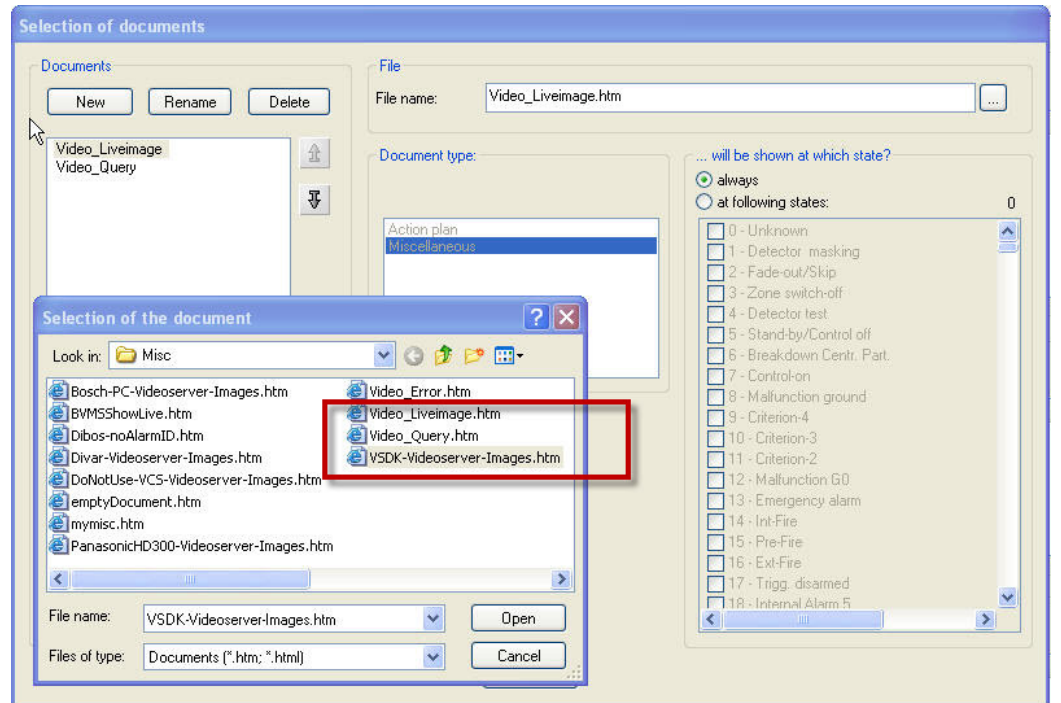 Selection of documents
Documents
New Rename Delete
Video_Liveimage
Video_Query
File
File name: Video_Liveimage.htm ...
Document type:
Action plan
Miscellaneous
... will be shown at which state?
always
at following states: 0
0 - Unknown
1 - Detector masking
2 - Fade-out/Skip
3 - Zone switch-off
4 - Detector test
5 - Stand-by/Control off
6 - Breakdown Centr. Part.
7 - Control-on
8 - Malfunction ground
9 - Criterion-4
10 - Criterion-3
11 - Criterion-2
12 - Malfunction G0
13 - Emergency alarm
14 - Int-Fire
15 - Pre-Fire
16 - Ext-Fire
17 - Trigg. disarmed
18 - Internal Alarm 5
Selection of the document
Look in: Misc
Bosch-PC-Videoserver-Images.htm
BVMSShowLive.htm
Dibos-noAlarmID.htm
Divar-Videoserver-Images.htm
DoNotUse-VCS-Videoserver-Images.htm
emptyDocument.htm
mymisc.htm
PanasonicHD300-Videoserver-Images.htm
Video_Error.htm
Video_Liveimage.htm
Video_Query.htm
VSDK-Videoserver-Images.htm
File name: VSDK-Videoserver-Images.htm Open
Files of type: Documents (*.htm; *.html) Cancel